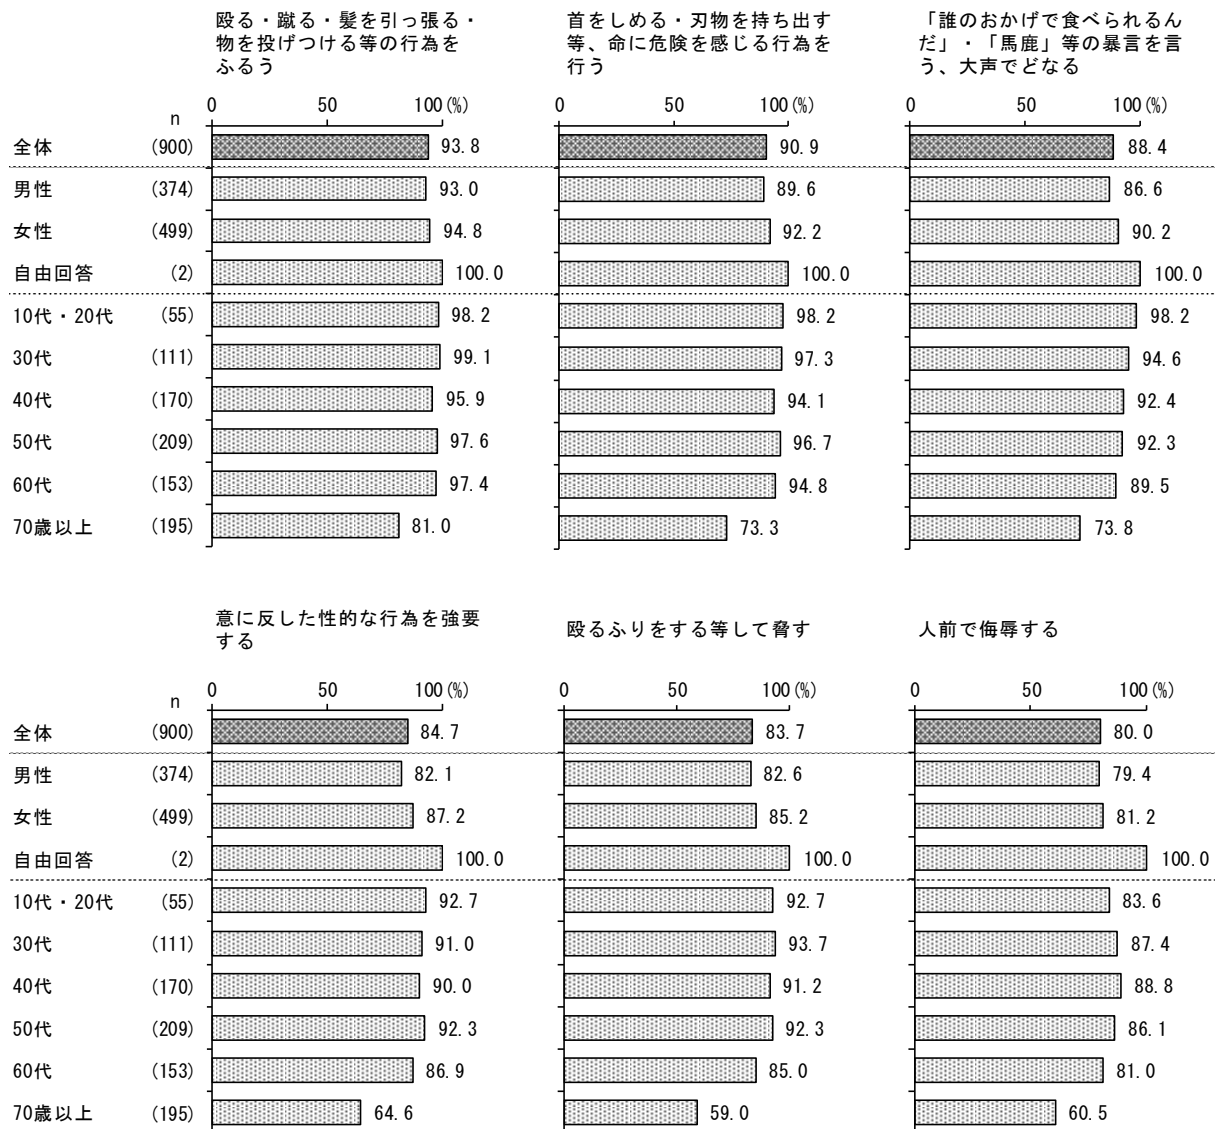 殴る・蹴る・髪を引っ張る・
物を投げつける等の行為を
ふるう
首をしめる・刃物を持ち出す
等、命に危険を感じる行為を
行う
「誰のおかげで食べられるん
だ」・「馬鹿」等の暴言を言
う、大声でどなる
n 0 50 100(%) 0 50 100(%) 0 50 100(%)
全体 (900) 93.8 90.9 88.4
男性 (374) 93.0 89.6 86.6
女性 (499) 94.8 92.2 90.2
自由回答 (2) 100.0 100.0 100.0
10代・20代 (55) 98.2 98.2 98.2
30代 (111) 99.1 97.3 94.6
40代 (170) 95.9 94.1 92.4
50代 (209) 97.6 96.7 92.3
60代 (153) 97.4 94.8 89.5
70歳以上 (195) 81.0 73.3 73.8
意に反した性的な行為を強要
する
殴るふりをする等して脅す
人前で侮辱する
n 0 50 100(%) 0 50 100(%) 0 50 100(%)
全体 (900) 84.7 83.7 80.0
男性 (374) 82.1 82.6 79.4
女性 (499) 87.2 85.2 81.2
自由回答 (2) 100.0 100.0 100.0
10代・20代 (55) 92.7 92.7 83.6
30代 (111) 91.0 93.7 87.4
40代 (170) 90.0 91.2 88.8
50代 (209) 92.3 92.3 86.1
60代 (153) 86.9 85.0 81.0
70歳以上 (195) 64.6 59.0 60.5